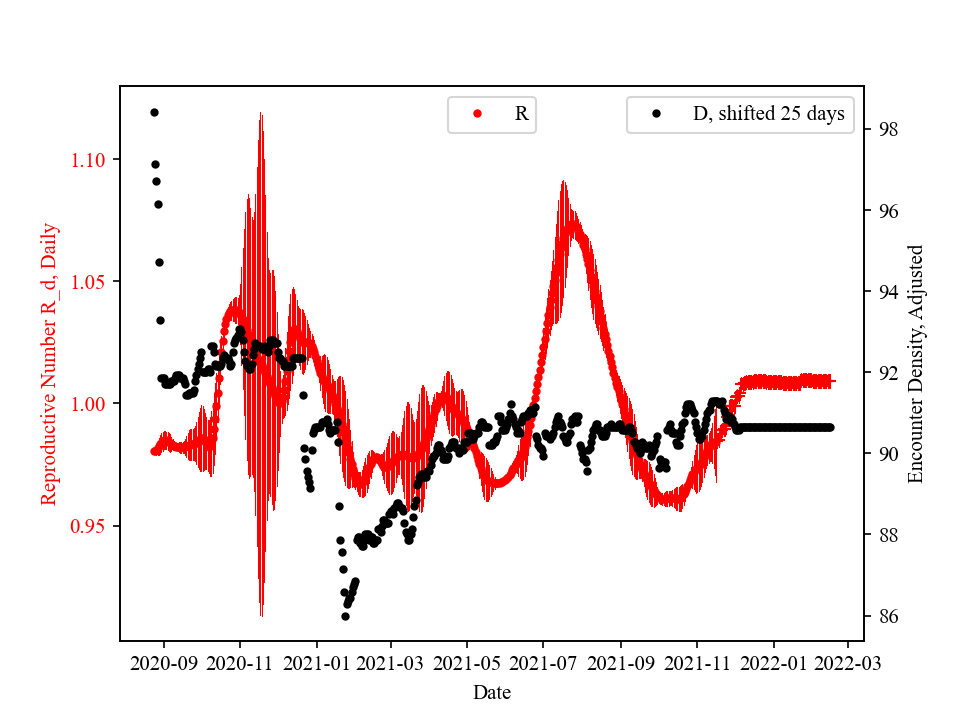 R
D, shifted 25 days
Reproductive Number R_d, Daily
1.10
1.05
1.00
0.95
98
96
94
92
90
88
86
Encounter Density, Adjusted
2020-09 2020-11 2021-01 2021-03 2021-05 2021-07 2021-09 2021-11 2022-01 2022-03
Date